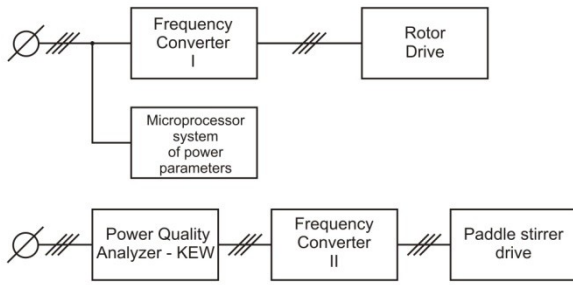 Frequency
Converter
I
Rotor
Drive
Microprocessor
system
of power
parameters
Power Quality
Analyzer - KEW
Frequency
Converter
II
Paddle stirrer
drive